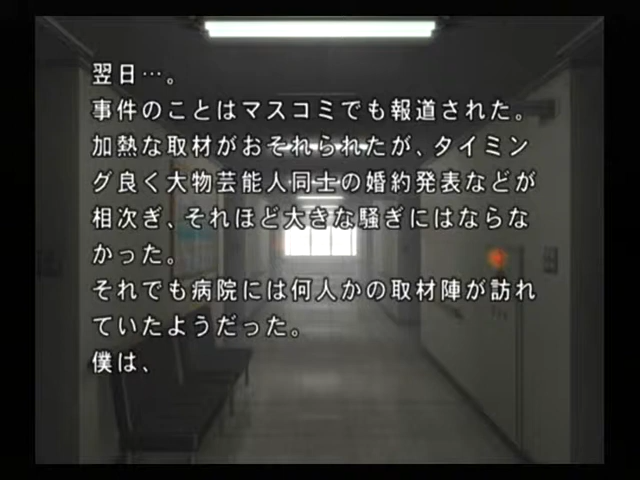 翌日…。
事件のことはマスコミでも報道された。
加熱な取材がおそれられたが、タイミン
グ良く大物芸能人同士の婚約発表などが
相次ぎ、それほど大きな騒ぎにはならな
かった。
それでも病院には何人かの取材陣が訪れ
ていたようだった。
僕は、